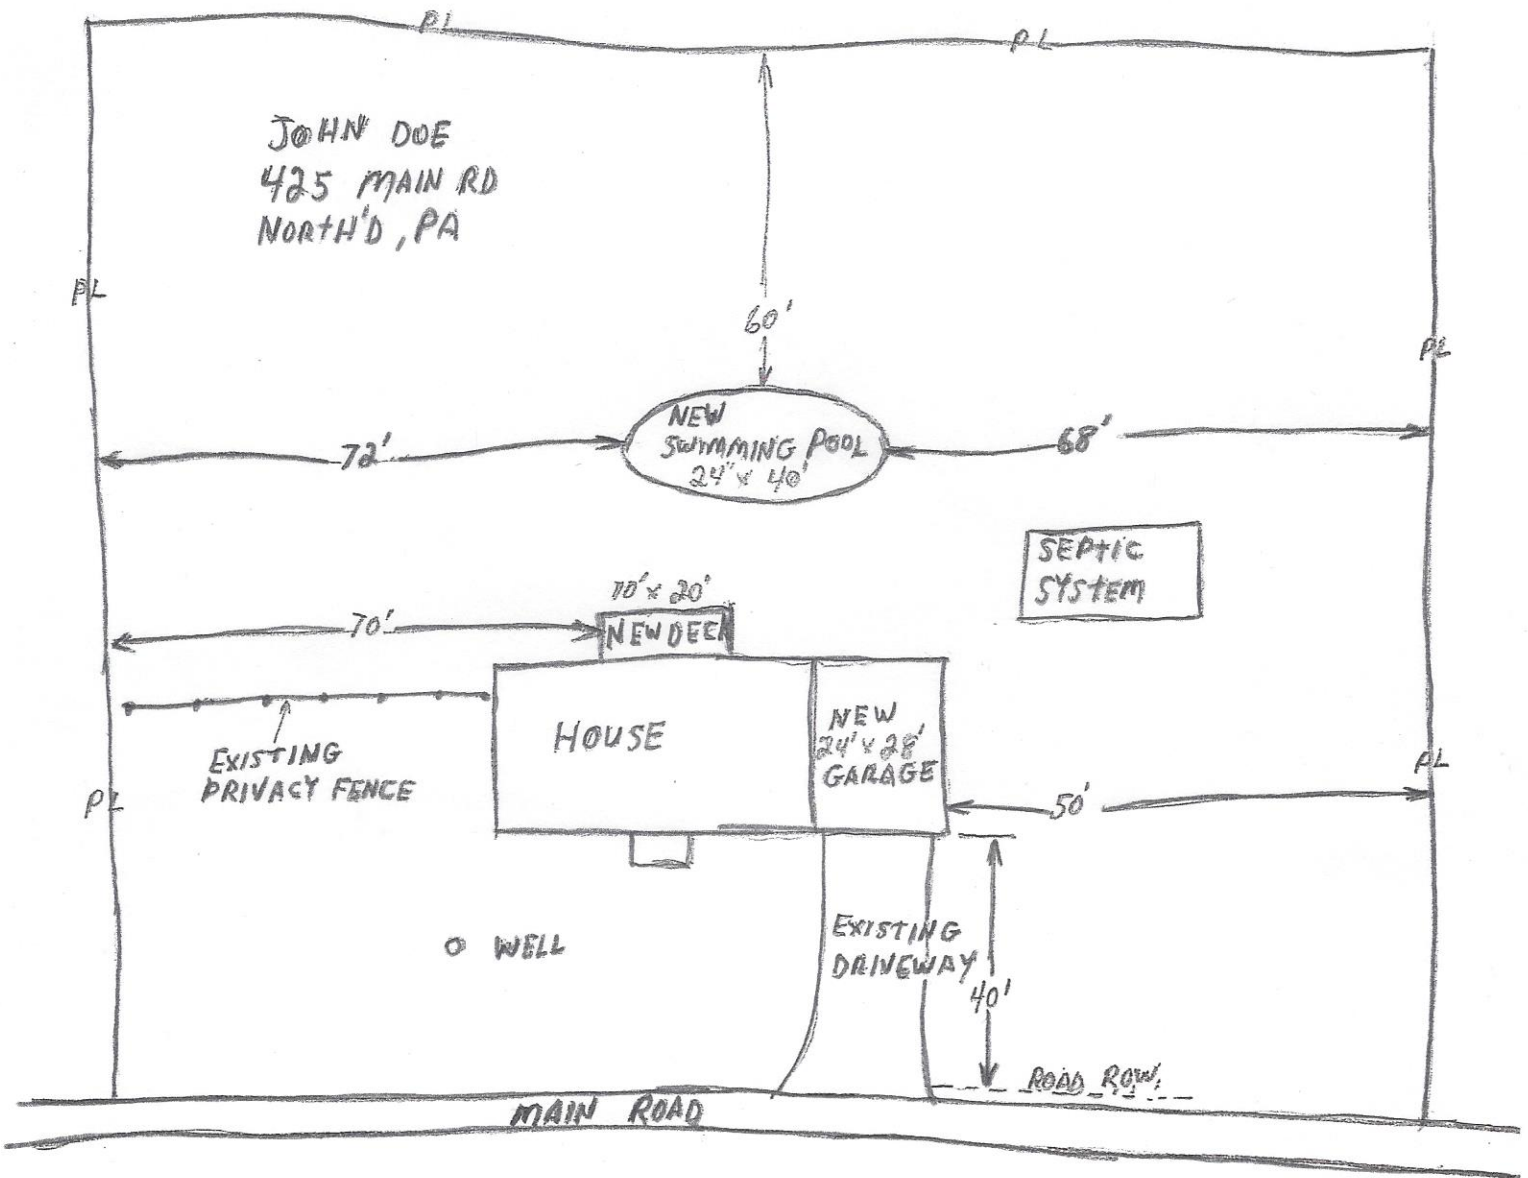 PL
PL
JOHN DOE
425 MAIN RD
NORTH'D, PA
PL
60'
PL
NEW
SWIMMING POOL
24" x 40'
72'
68'
SEPTIC
SYSTEM
10' x 20'
NEW DECK
70'
HOUSE
NEW
24' x 28'
GARAGE
EXISTING
PRIVACY FENCE
PL
PL
50'
WELL
EXISTING
DRIVEWAY
40'
ROAD ROW.
MAIN ROAD